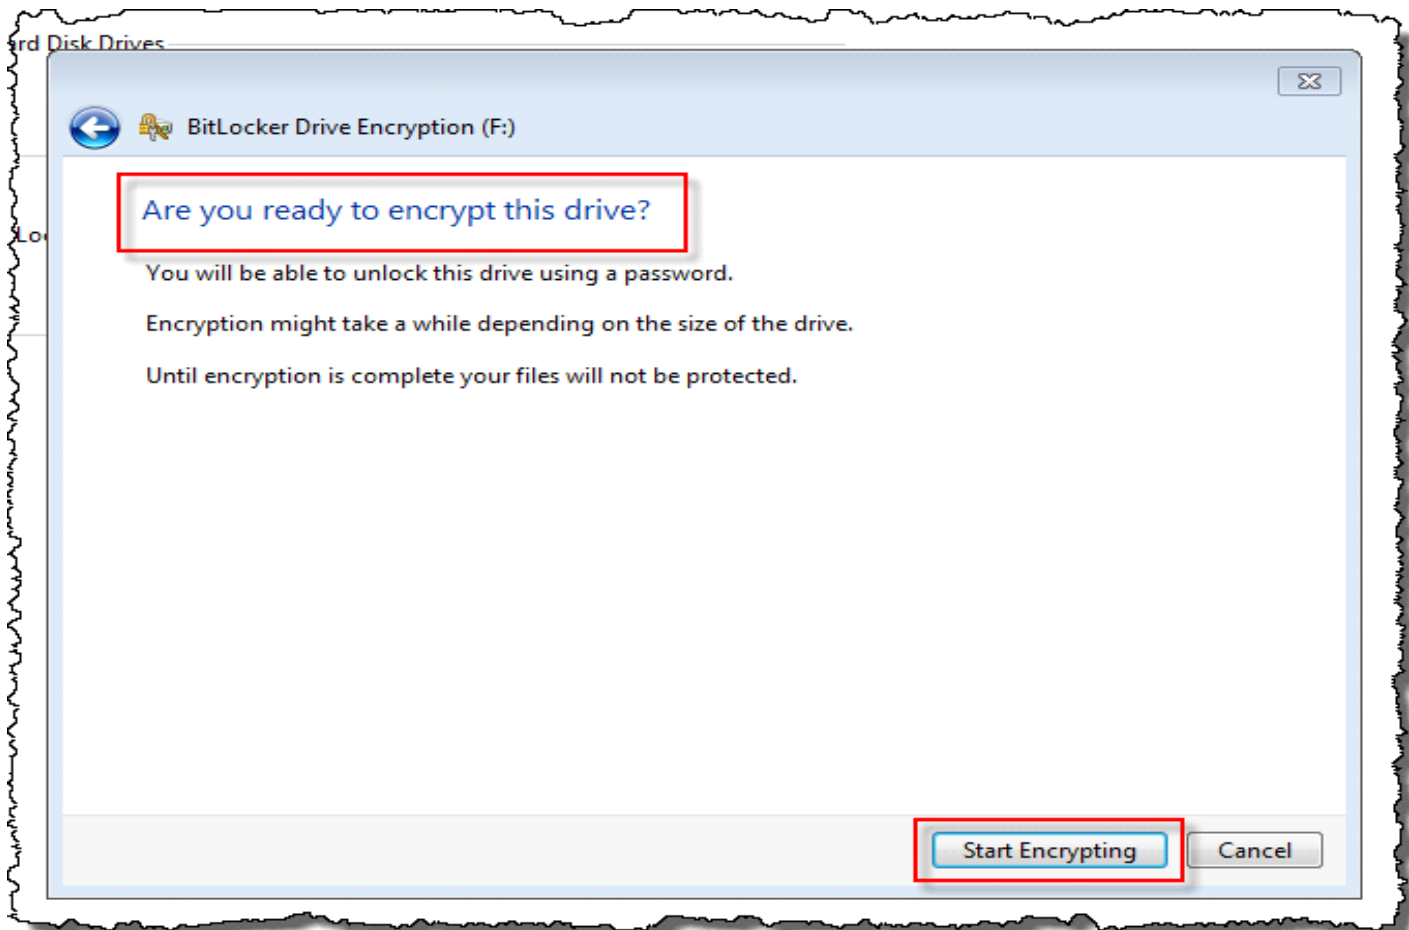 Disk Drives
BitLocker Drive Encryption (F:)
Are you ready to encrypt this drive?
You will be able to unlock this drive using a password.
Encryption might take a while depending on the size of the drive.
Until encryption is complete your files will not be protected.
Start Encrypting
Cancel